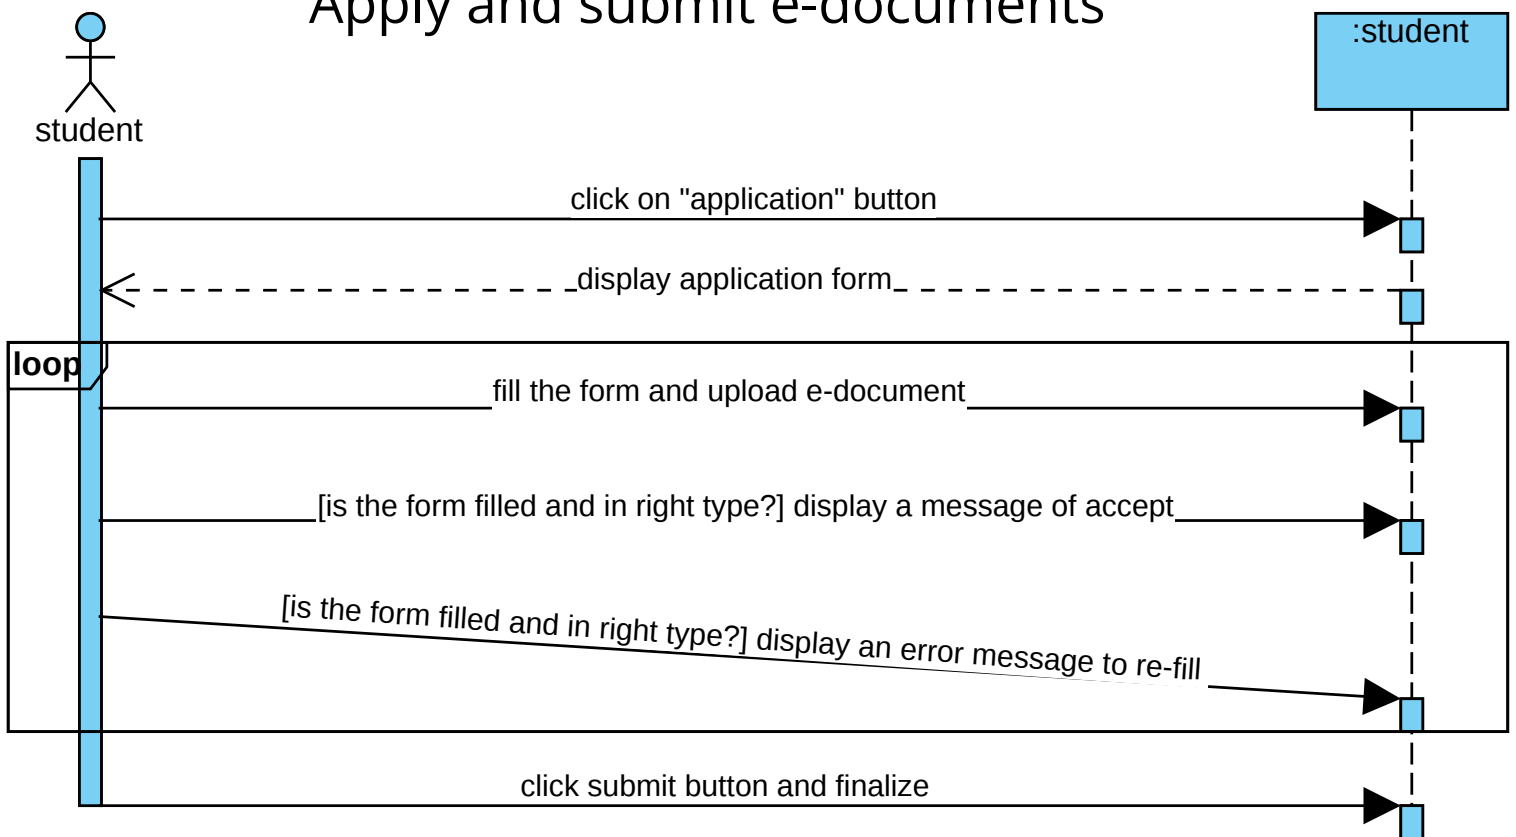 Apply and submit e-documents
:student
student
click on "application" button
display application form
loop
fill the form and upload e-document
[is the form filled and in right type?] display a message of accept
[is the form filled and in right type?] display an error message to re-fill
click submit button and finalize